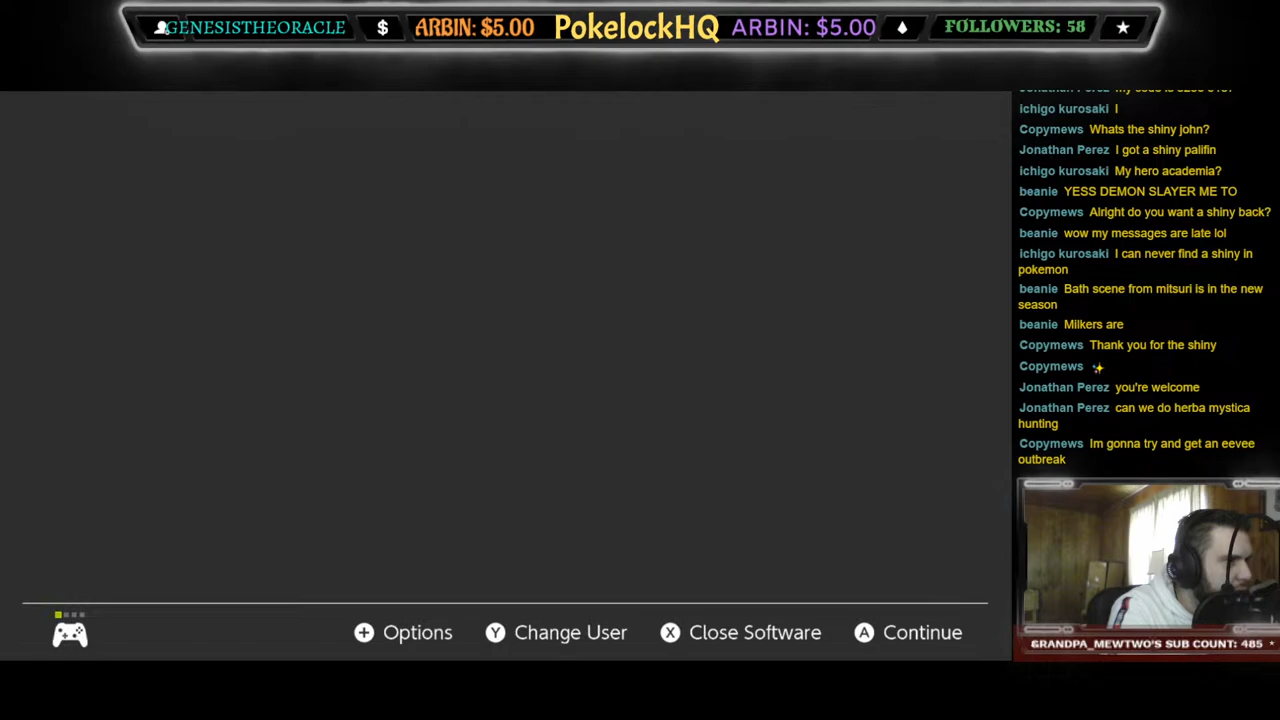 GENESISTHEORACLE $ ARBIN: $5.00 PokelockHQ ARBIN: $5.00 FOLLOWERS: 58
ichigo kurosaki I
Copymews Whats the shiny john?
Jonathan Perez I got a shiny palifin
ichigo kurosaki My hero academia?
beanie YESS DEMON SLAYER ME TO
Copymews Alright do you want a shiny back?
beanie wow my messages are late lol
ichigo kurosaki I can never find a shiny in
pokemon
beanie Bath scene from mitsuri is in the new
season
beanie Milkers are
Copymews Thank you for the shiny
Copymews ✨
Jonathan Perez you're welcome
Jonathan Perez can we do herba mystica
hunting
Copymews Im gonna try and get an eevee
outbreak
+ Options Y Change User X Close Software A Continue
GRANDPA_MEWTWO'S SUB COUNT: 485 *